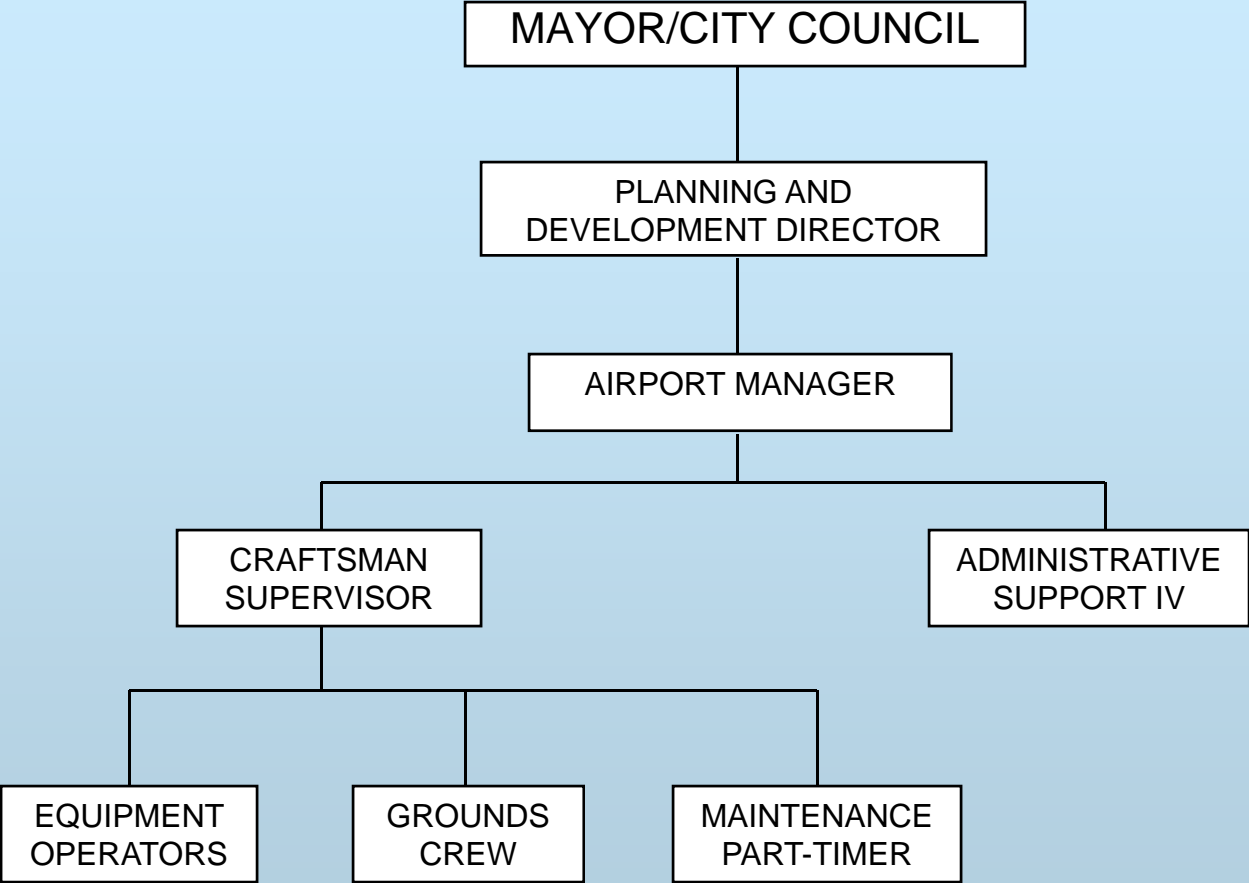 MAYOR/CITY COUNCIL
PLANNING AND
DEVELOPMENT DIRECTOR
AIRPORT MANAGER
CRAFTSMAN
SUPERVISOR
ADMINISTRATIVE
SUPPORT IV
EQUIPMENT
OPERATORS
GROUNDS
CREW
MAINTENANCE
PART-TIMER